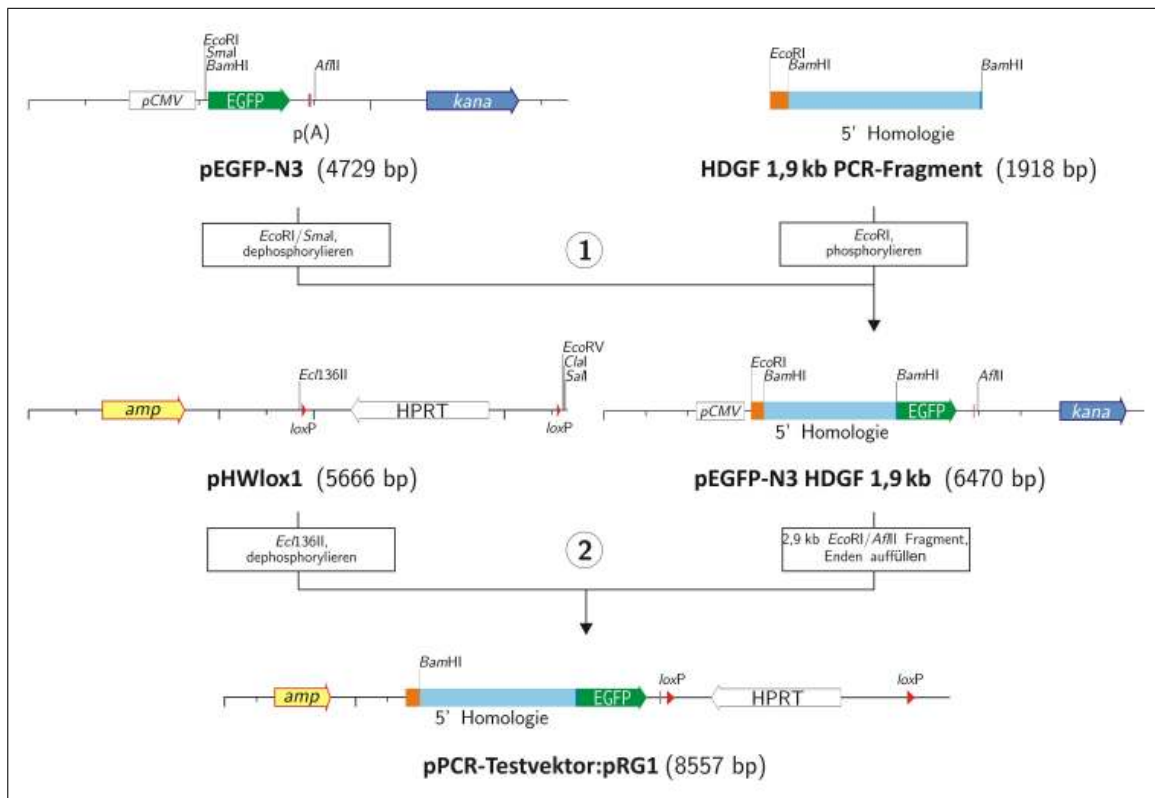 EcoRI
SmaI
BamHI
AflII
pCMV
EGFP
kana
p(A)
pEGFP-N3 (4729 bp)
EcoRI
BamHI
BamHI
5' Homologie
HDGF 1,9 kb PCR-Fragment (1918 bp)
EcoRI/SmaI,
dephosphorylieren
1
EcoRI,
phosphorylieren
Ecl136II
EcoRV
ClaI
SalI
amp
HPRT
loxP
loxP
pHWlox1 (5666 bp)
EcoRI
BamHI
BamHI
AflII
pCMV
EGFP
kana
5' Homologie
pEGFP-N3 HDGF 1,9 kb (6470 bp)
Ecl136II,
dephosphorylieren
2
2,9 kb EcoRI/AflII Fragment,
Enden auffüllen
BamHI
loxP
loxP
amp
EGFP
HPRT
5' Homologie
pPCR-Testvektor:pRG1 (8557 bp)